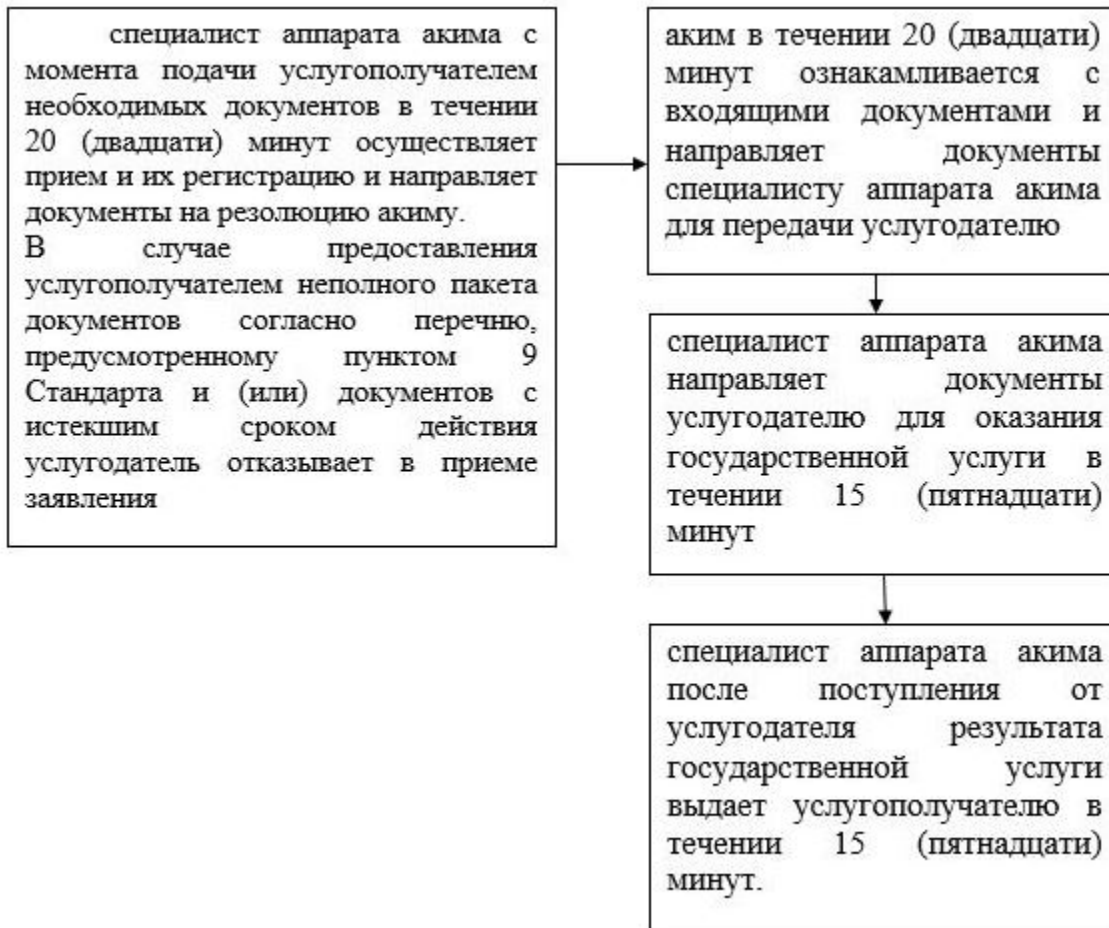 специалист аппарата акима с
момента подачи услугополучателем
необходимых документов в течении
20 (двадцати) минут осуществляет
прием и их регистрацию и направляет
документы на резолюцию акиму.
В случае предоставления
услугополучателем неполного пакета
документов согласно перечню,
предусмотренному пунктом 9
Стандарта и (или) документов с
истекшим сроком действия
услугодатель отказывает в приеме
заявления
аким в течении 20 (двадцати)
минут ознакамливается с
входящими документами и
направляет документы
специалисту аппарата акима
для передачи услугодателю
специалист аппарата акима
направляет документы
услугодателю для оказания
государственной услуги в
течении 15 (пятнадцати)
минут
специалист аппарата акима
после поступления от
услугодателя результата
государственной услуги
выдает услугополучателю в
течении 15 (пятнадцати)
минут.